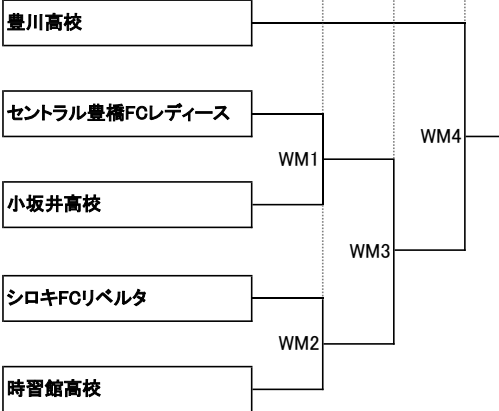 豊川高校
セントラル豊橋FCレディース
WM4
WM1
小坂井高校
WM3
シロキFCリベルタ
WM2
時習館高校